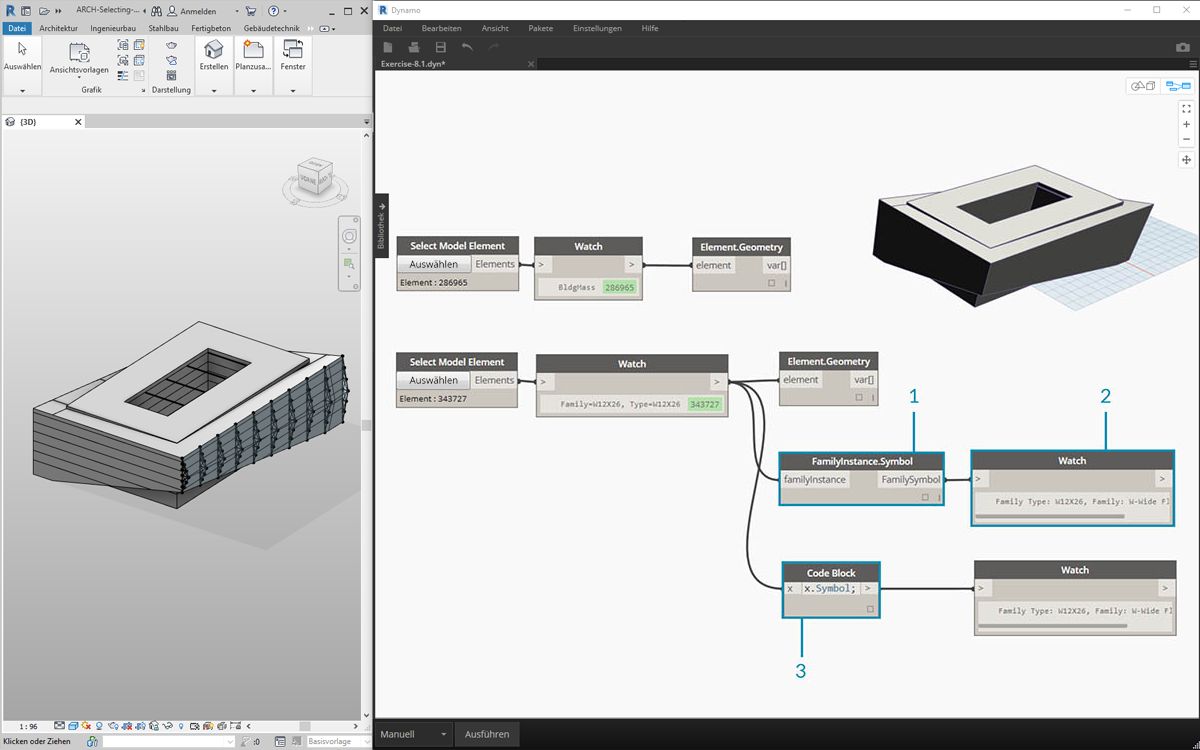 ARCH-Selecting-...
Anmelden
Datei
Architektur
Ingenieurbau
Stahlbau
Fertigbeton
Gebäudetechnik
Auswählen
Ansichtsvorlagen
Erstellen
Planzusa...
Fenster
Grafik
Darstellung
{3D}
1 : 96
Klicken oder Ziehen
:0
Basisvorlage
Dynamo
Datei
Bearbeiten
Ansicht
Pakete
Einstellungen
Hilfe
Exercise-8.1.dyn*
Bibliothek
Select Model Element
Auswählen
Elements
Element : 286965
Watch
>
>
BldgMass 286965
Element.Geometry
element
var[]
Select Model Element
Auswählen
Elements
Element : 343727
Watch
>
>
Family=W12X26, Type=W12X26 343727
Element.Geometry
element
var[]
1
2
FamilyInstance.Symbol
familyInstance
FamilySymbol
Watch
>
>
Family Type: W12X26, Family: W-Wide Fl
Code Block
x
x.Symbol;
>
3
Watch
>
>
Family Type: W12X26, Family: W-Wide Fl
Manuell
Ausführen